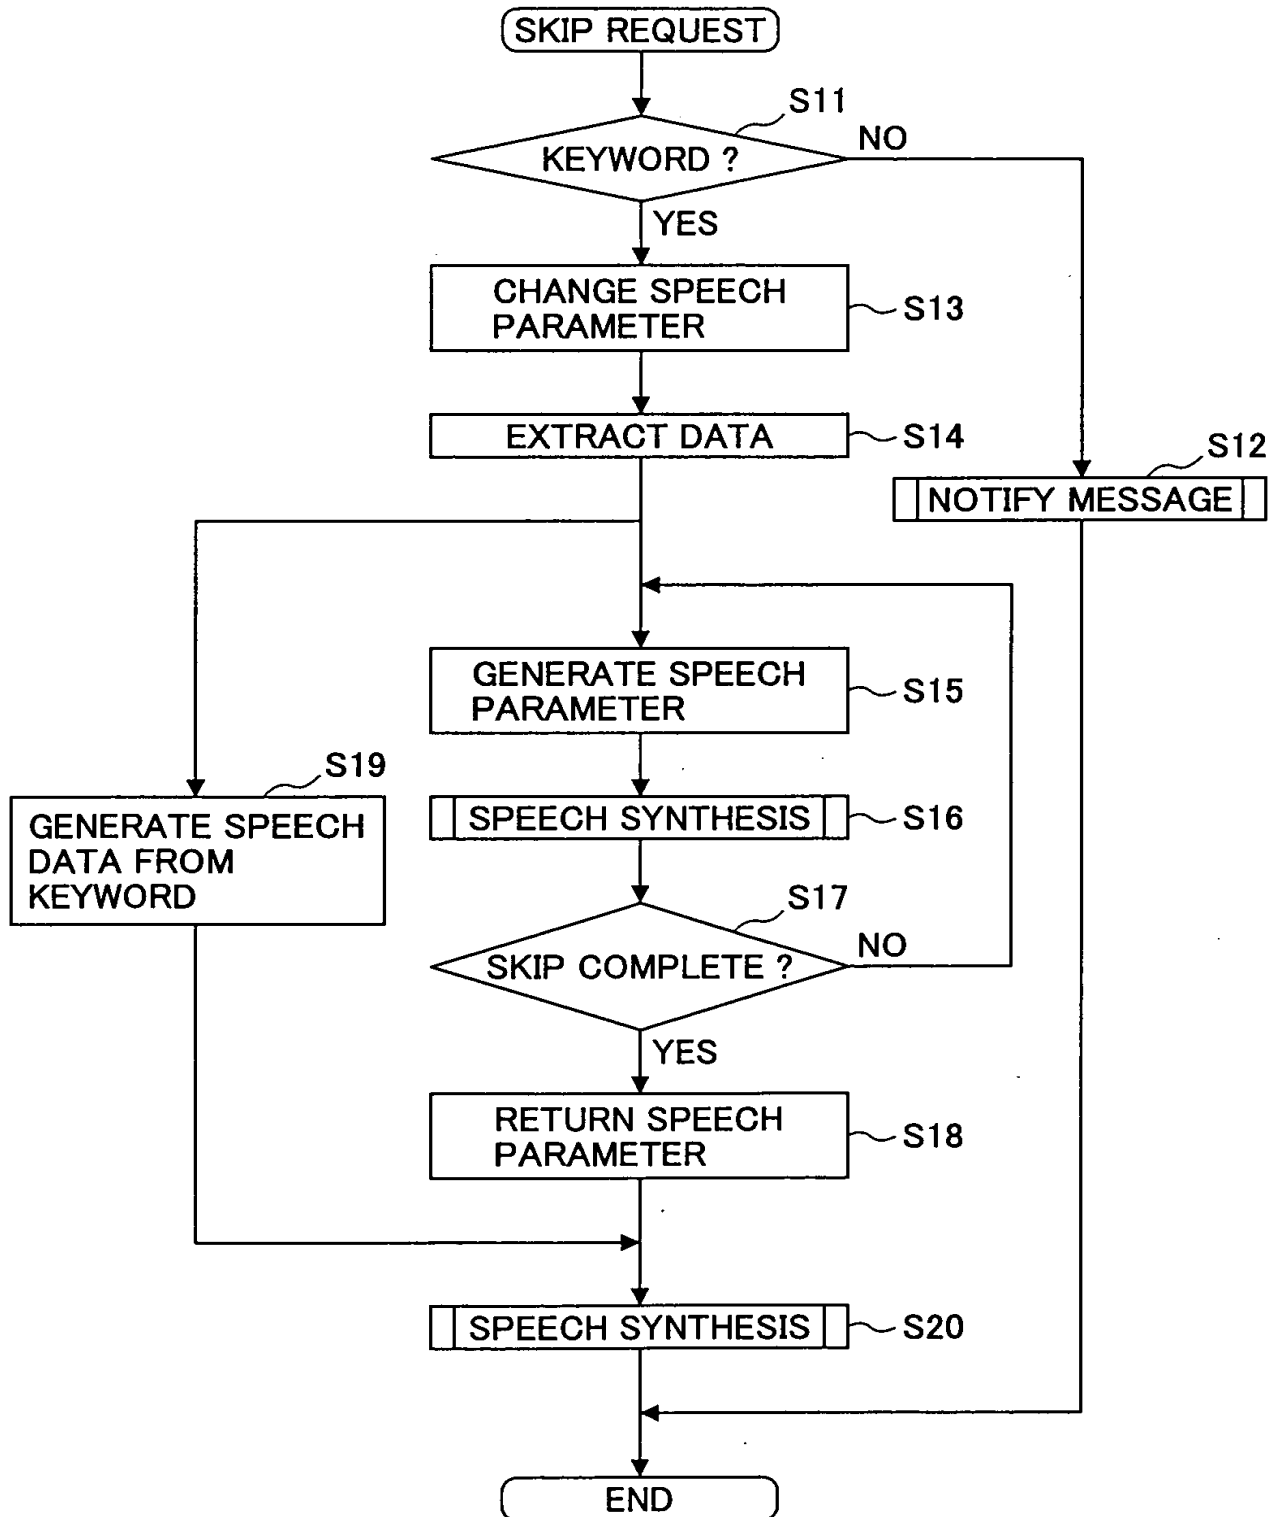 SKIP REQUEST
S11
KEYWORD ?
NO
YES
CHANGE SPEECH
PARAMETER
S13
EXTRACT DATA
S14
S12
NOTIFY MESSAGE
GENERATE SPEECH
PARAMETER
S15
S19
GENERATE SPEECH
DATA FROM
KEYWORD
SPEECH SYNTHESIS
S16
S17
SKIP COMPLETE ?
NO
YES
RETURN SPEECH
PARAMETER
S18
SPEECH SYNTHESIS
S20
END